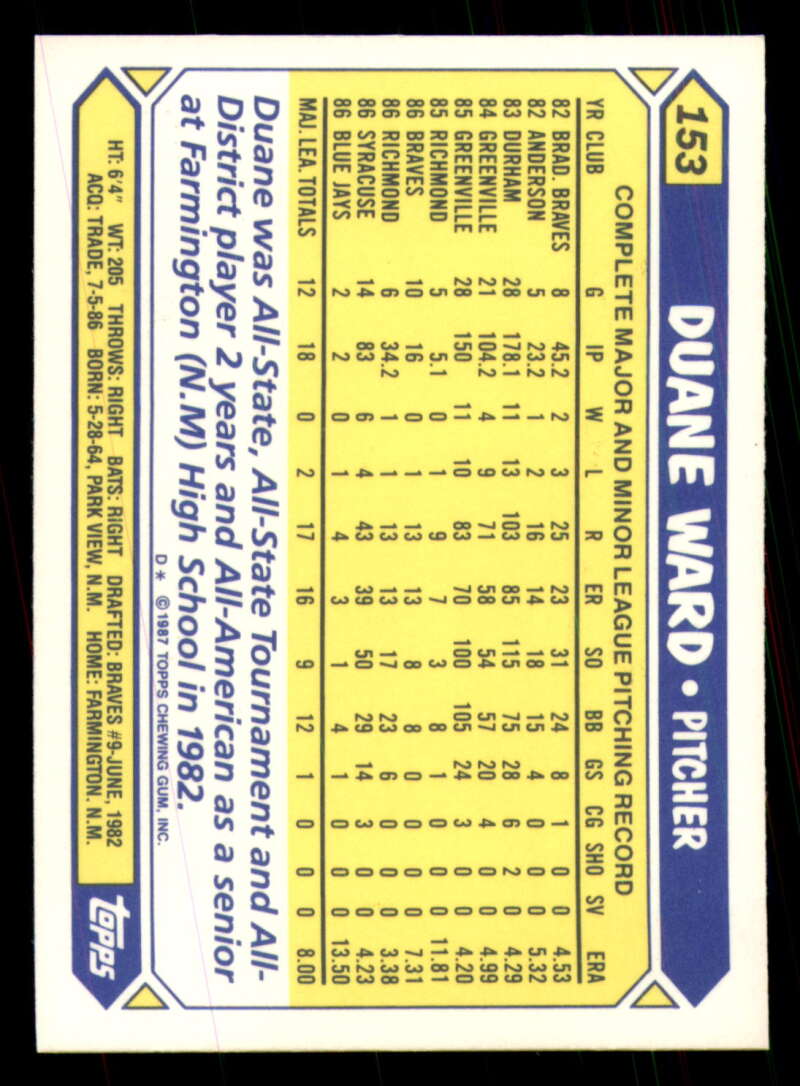 153
DUANE WARD • PITCHER
COMPLETE MAJOR AND MINOR LEAGUE PITCHING RECORD
YR CLUB G IP W L R ER SO BB GS CG SHO SV ERA
82 BRAD. BRAVES 8 45.2 2 3 25 23 31 24 8 1 0 0 4.53
82 ANDERSON 5 23.2 1 2 16 14 18 15 4 0 0 0 5.32
83 DURHAM 28 178.1 11 13 103 85 115 75 28 6 2 0 4.29
84 GREENVILLE 21 104.2 4 9 71 58 54 57 20 4 0 0 4.99
85 GREENVILLE 28 150 11 10 83 70 100 105 24 3 0 0 4.20
85 RICHMOND 5 5.1 0 1 9 7 3 8 1 0 0 0 11.81
86 BRAVES 10 16 0 1 13 13 8 8 0 0 0 0 7.31
86 RICHMOND 6 34.2 1 1 13 13 17 23 6 0 0 0 3.38
86 SYRACUSE 14 83 6 4 43 39 50 29 14 3 0 0 4.23
86 BLUE JAYS 2 2 0 1 4 3 1 4 1 0 0 0 13.50
MAJ. LEA. TOTALS 12 18 0 2 17 16 9 12 1 0 0 0 8.00
Duane was All-State, All-State Tournament and All-
District player 2 years and All-American as a senior
at Farmington (N.M) High School in 1982.
D* ©1987 TOPPS CHEWING GUM, INC.
HT: 6'4" WT: 205 THROWS: RIGHT BATS: RIGHT DRAFTED: BRAVES #9-JUNE, 1982
ACQ: TRADE, 7-5-86 BORN: 5-28-64, PARK VIEW, N.M. HOME: FARMINGTON. N.M.
TOPPS